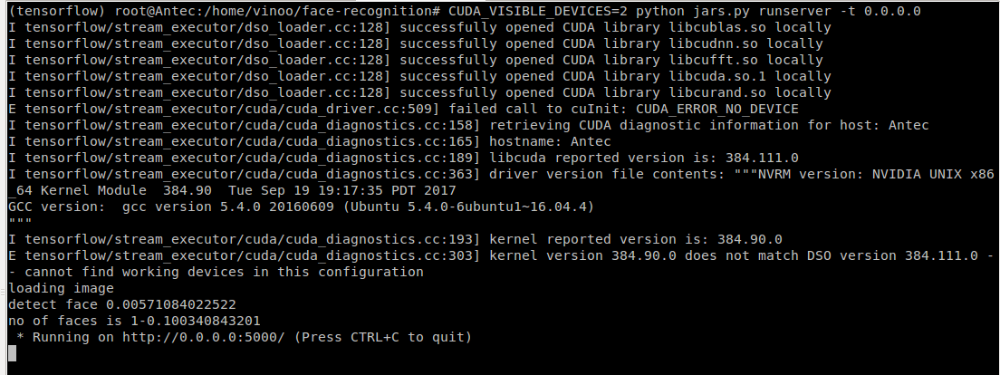 (tensorflow) root@Antec:/home/vinoo/face-recognition# CUDA_VISIBLE_DEVICES=2 python jars.py runserver -t 0.0.0.0
I tensorflow/stream_executor/dso_loader.cc:128] successfully opened CUDA library libcublas.so locally
I tensorflow/stream_executor/dso_loader.cc:128] successfully opened CUDA library libcudnn.so locally
I tensorflow/stream_executor/dso_loader.cc:128] successfully opened CUDA library libcufft.so locally
I tensorflow/stream_executor/dso_loader.cc:128] successfully opened CUDA library libcuda.so.1 locally
I tensorflow/stream_executor/dso_loader.cc:128] successfully opened CUDA library libcurand.so locally
E tensorflow/stream_executor/cuda/cuda_driver.cc:509] failed call to cuInit: CUDA_ERROR_NO_DEVICE
I tensorflow/stream_executor/cuda/cuda_diagnostics.cc:158] retrieving CUDA diagnostic information for host: Antec
I tensorflow/stream_executor/cuda/cuda_diagnostics.cc:165] hostname: Antec
I tensorflow/stream_executor/cuda/cuda_diagnostics.cc:189] libcuda reported version is: 384.111.0
I tensorflow/stream_executor/cuda/cuda_diagnostics.cc:363] driver version file contents: """NVRM version: NVIDIA UNIX x86
_64 Kernel Module  384.90  Tue Sep 19 19:17:35 PDT 2017
GCC version:  gcc version 5.4.0 20160609 (Ubuntu 5.4.0-6ubuntu1~16.04.4)
"""
I tensorflow/stream_executor/cuda/cuda_diagnostics.cc:193] kernel reported version is: 384.90.0
E tensorflow/stream_executor/cuda/cuda_diagnostics.cc:303] kernel version 384.90.0 does not match DSO version 384.111.0 -
- cannot find working devices in this configuration
loading image
detect face 0.00571084022522
no of faces is 1-0.100340843201
 * Running on http://0.0.0.0:5000/ (Press CTRL+C to quit)